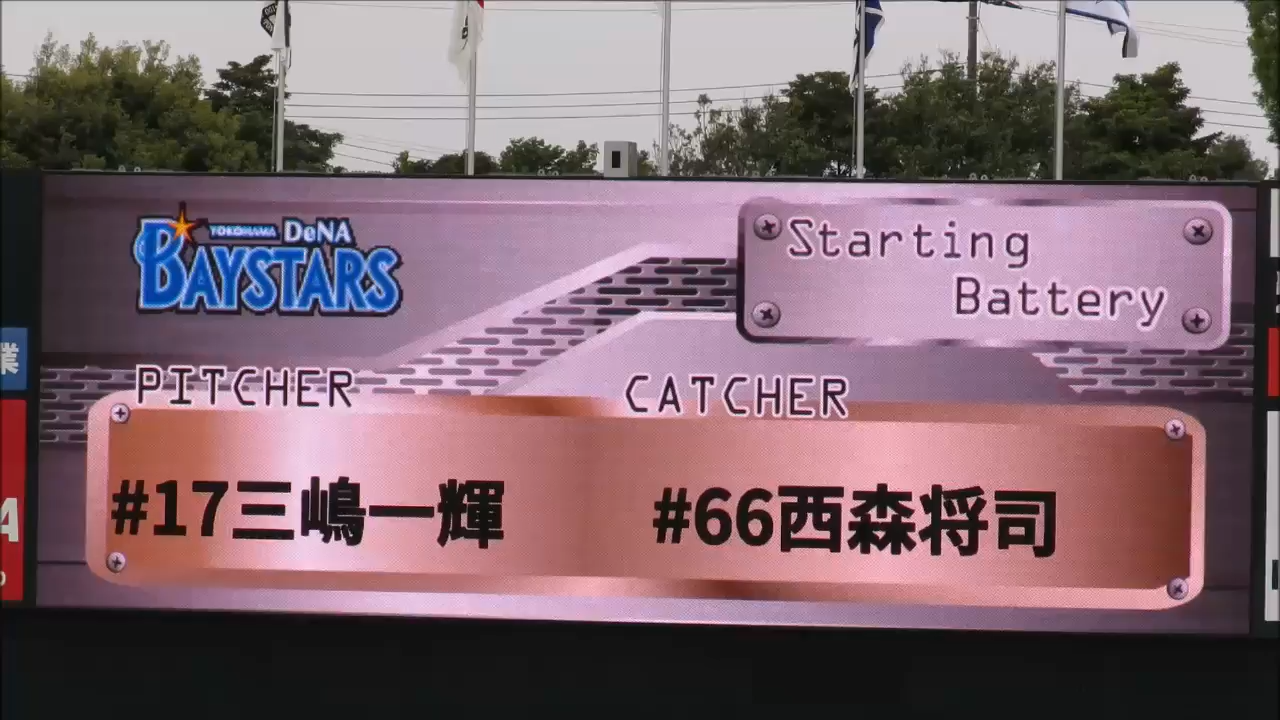 YOKOHAMA DeNA
BAYSTARS
Starting
Battery
PITCHER
CATCHER
#17三嶋一輝
#66西森将司
業
A